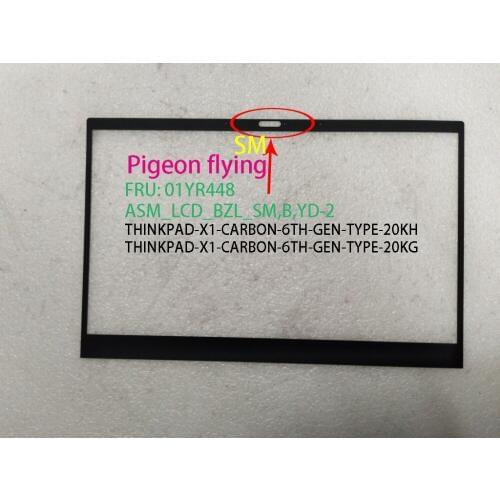 SM
Pigeon flying
FRU: 01YR448
ASM_LCD_BZL_SM,B,YD-2
THINKPAD-X1-CARBON-6TH-GEN-TYPE-20KH
THINKPAD-X1-CARBON-6TH-GEN-TYPE-20KG